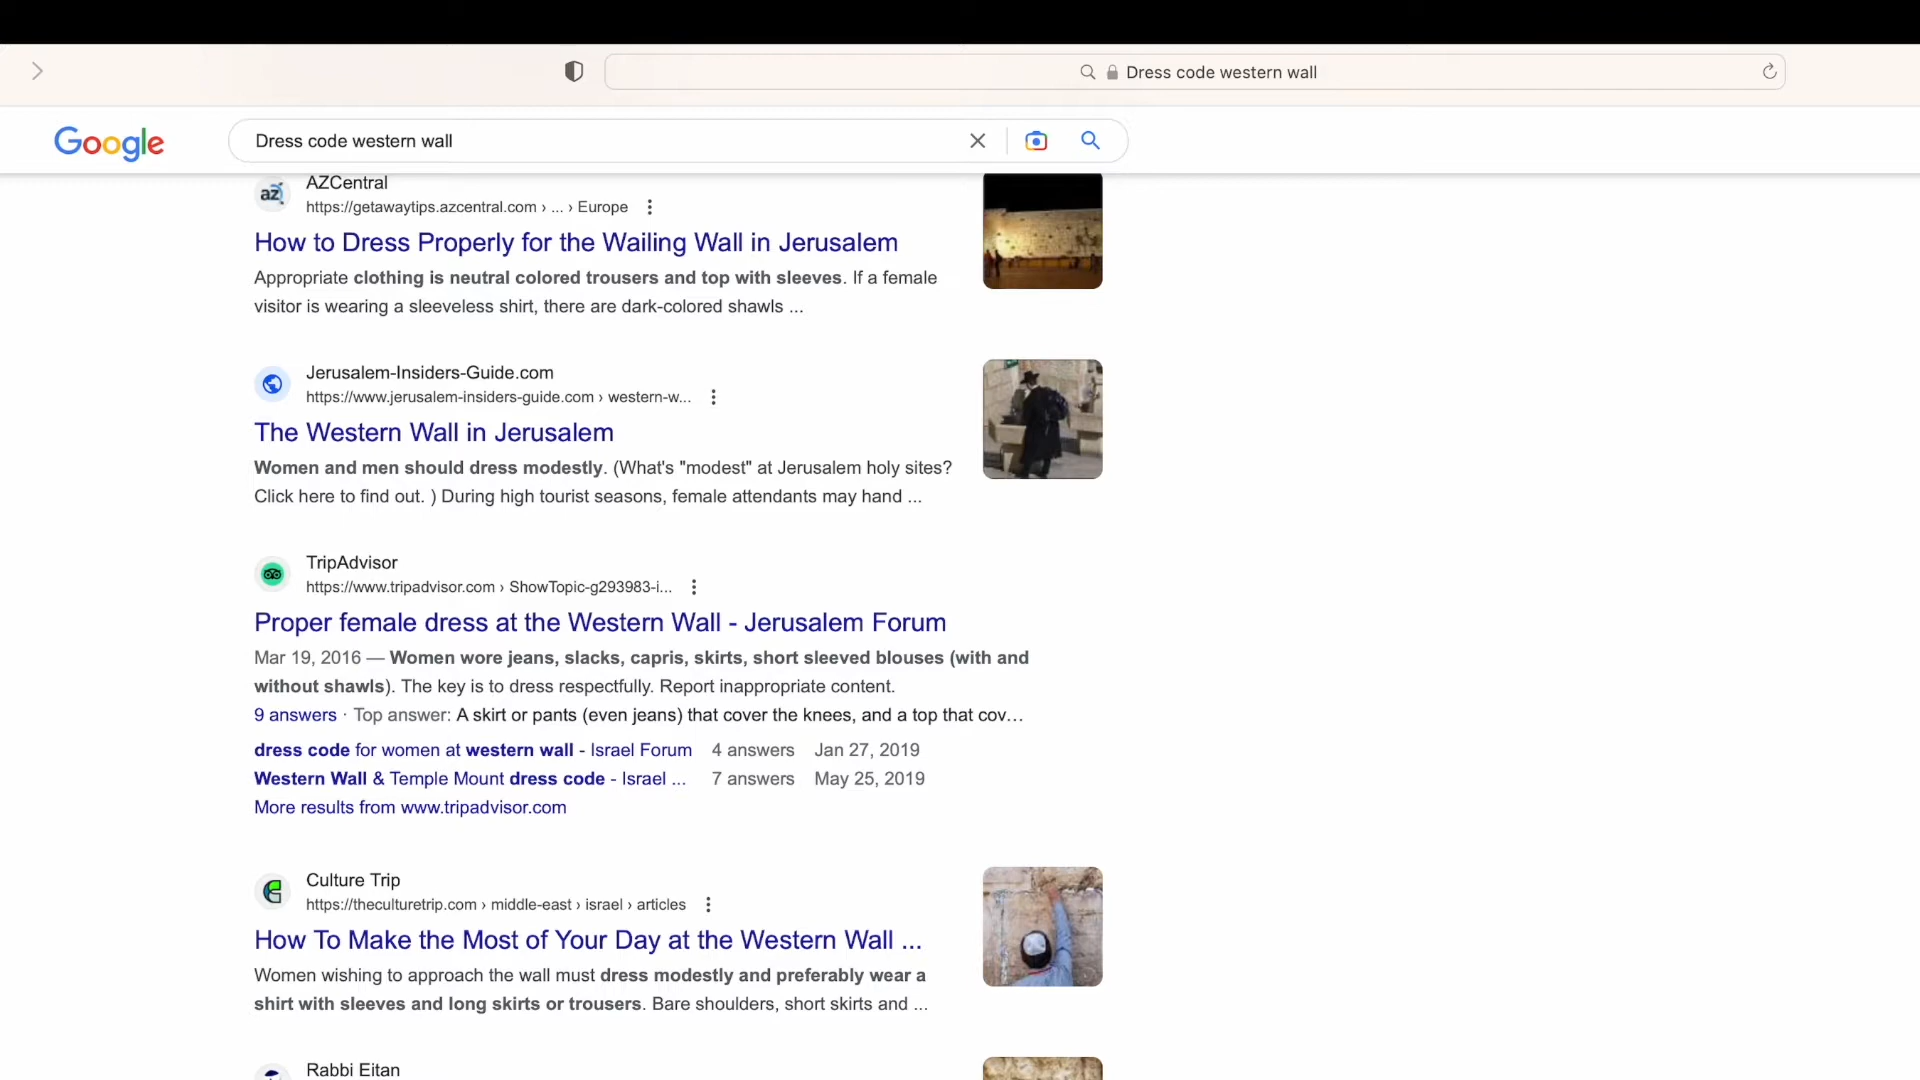 Dress code western wall
Google
Dress code western wall
az
AZCentral
https://getawaytips.azcentral.com › ... › Europe
How to Dress Properly for the Wailing Wall in Jerusalem
Appropriate clothing is neutral colored trousers and top with sleeves. If a female
visitor is wearing a sleeveless shirt, there are dark-colored shawls ...
Jerusalem-Insiders-Guide.com
https://www.jerusalem-insiders-guide.com › western-w...
The Western Wall in Jerusalem
Women and men should dress modestly. (What's "modest" at Jerusalem holy sites?
Click here to find out. ) During high tourist seasons, female attendants may hand ...
TripAdvisor
https://www.tripadvisor.com › ShowTopic-g293983-i...
Proper female dress at the Western Wall - Jerusalem Forum
Mar 19, 2016 — Women wore jeans, slacks, capris, skirts, short sleeved blouses (with and
without shawls). The key is to dress respectfully. Report inappropriate content.
9 answers · Top answer: A skirt or pants (even jeans) that cover the knees, and a top that cov...
dress code for women at western wall - Israel Forum 4 answers Jan 27, 2019
Western Wall & Temple Mount dress code - Israel ... 7 answers May 25, 2019
More results from www.tripadvisor.com
Culture Trip
https://theculturetrip.com › middle-east › israel › articles
How To Make the Most of Your Day at the Western Wall ...
Women wishing to approach the wall must dress modestly and preferably wear a
shirt with sleeves and long skirts or trousers. Bare shoulders, short skirts and ...
Rabbi Eitan